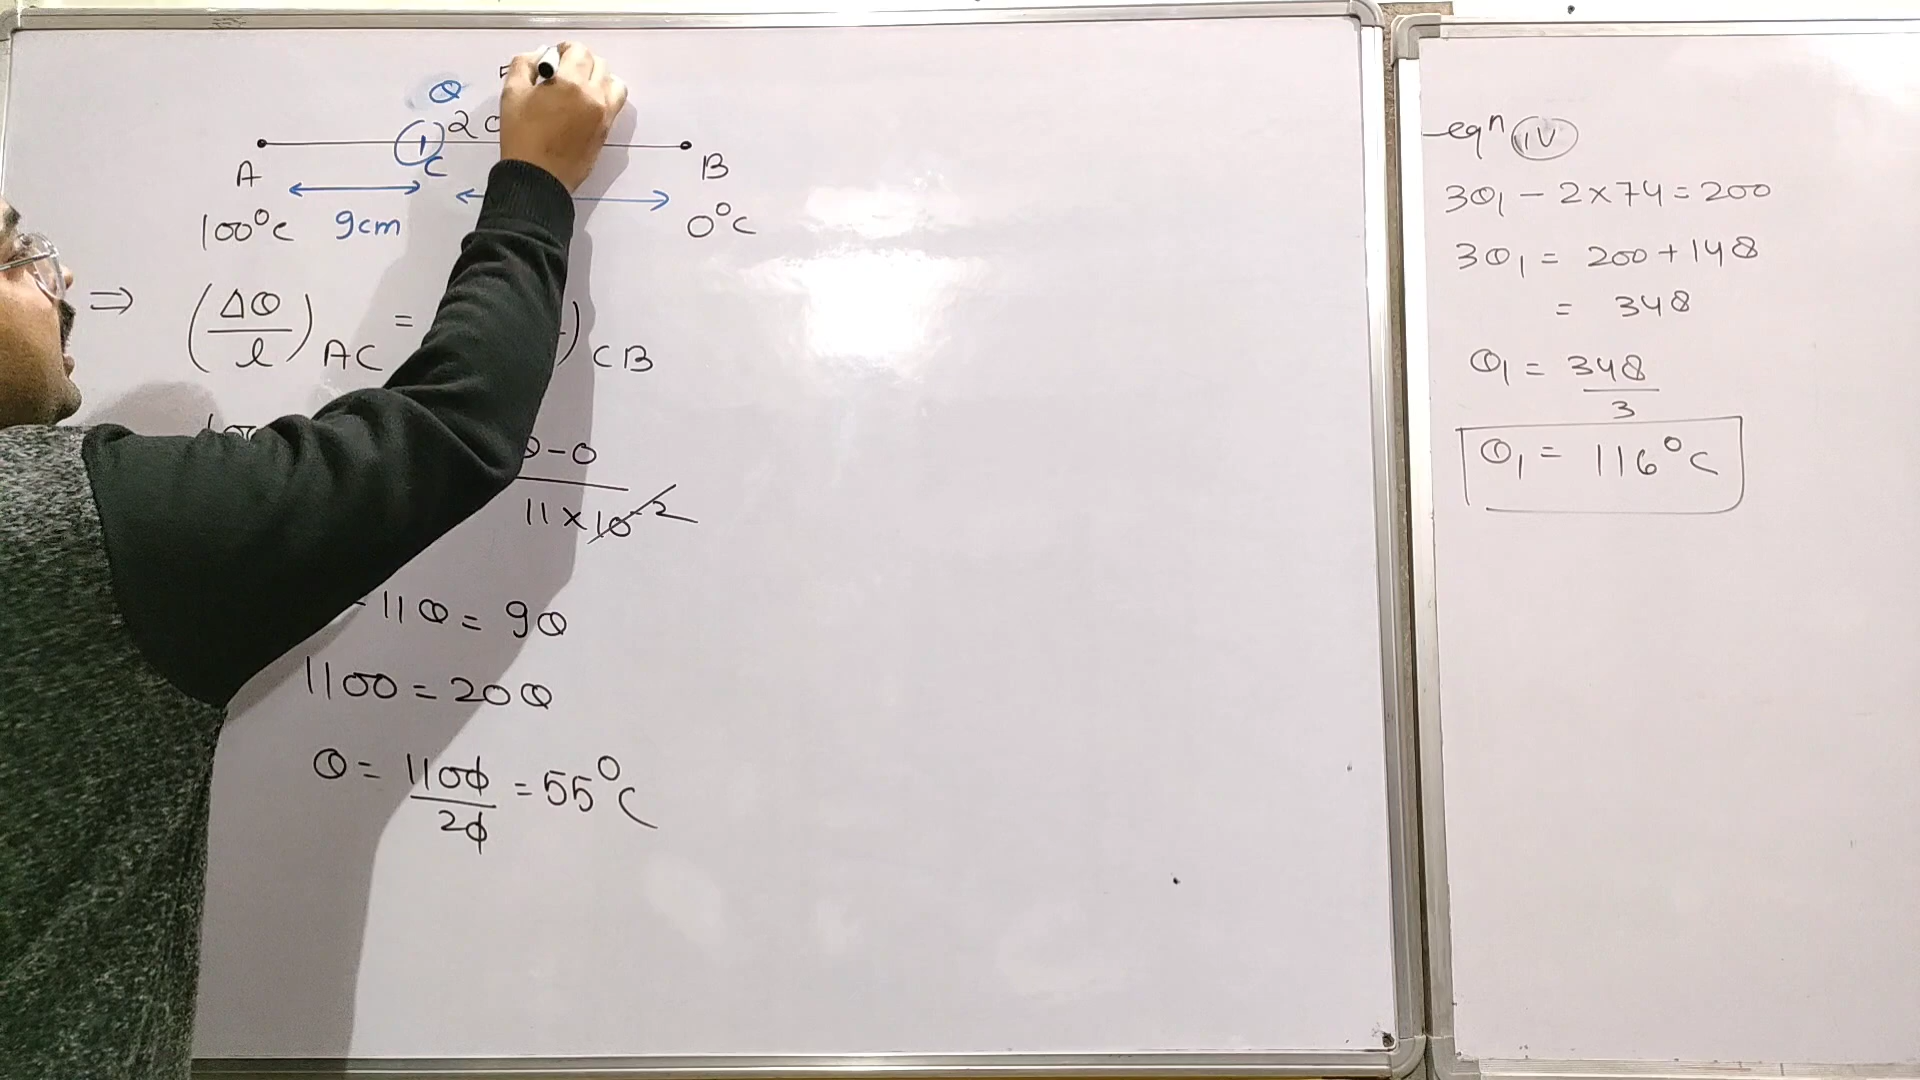 θ
2
A C B
100°C 9cm 0°C
⇒ (Δθ/l)AC = )CB
θ-0
11×10⁻²
-11θ = 9θ
1100 = 20θ
θ = 1100/20 = 55°C
eqⁿ (IV)
3θ₁ - 2×74 = 200
3θ₁ = 200+148
= 348
θ₁ = 348/3
θ₁ = 116°C